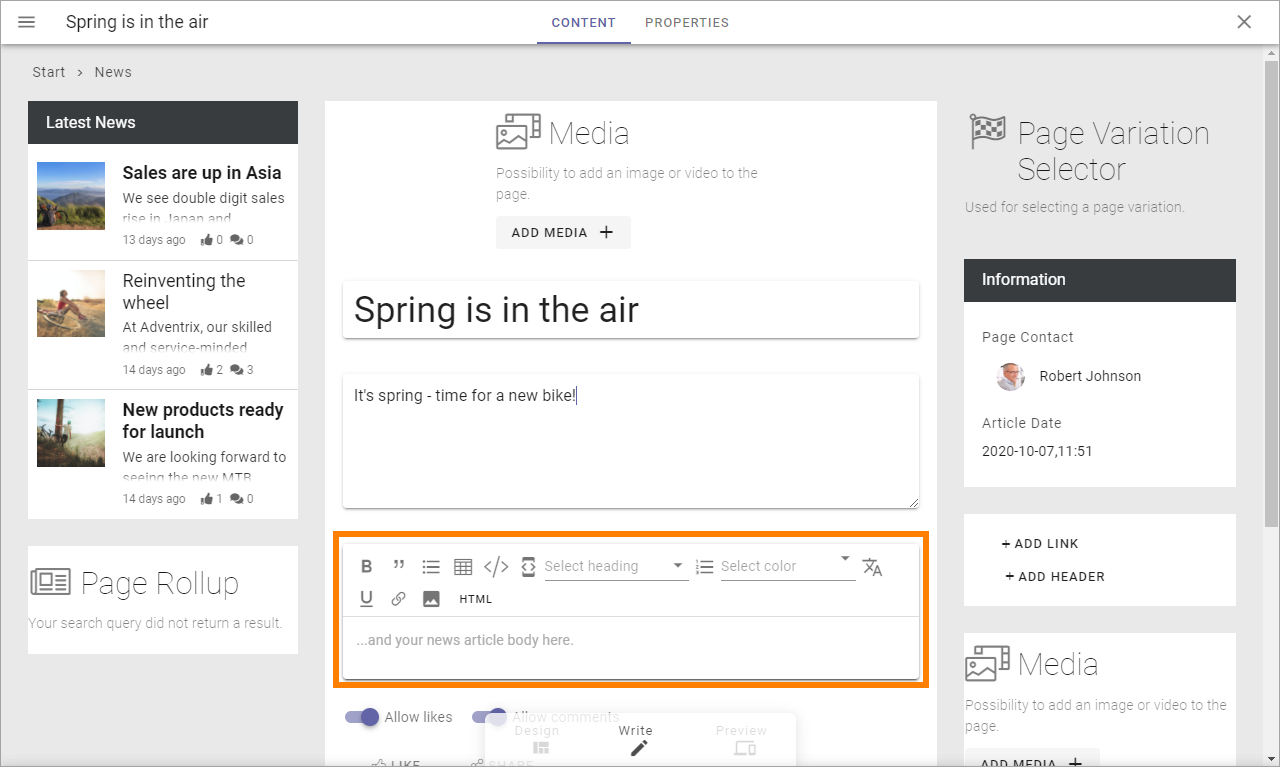 Spring is in the air
CONTENT PROPERTIES
Start > News
Latest News
Sales are up in Asia
We see double digit sales
rise in Japan and
13 days ago 0 0
Reinventing the
wheel
At Adventrix, our skilled
and service-minded
14 days ago 2 3
New products ready
for launch
We are looking forward to
seeing the new MTB
14 days ago 1 0
Page Rollup
Your search query did not return a result.
Media
Possibility to add an image or video to the
page.
ADD MEDIA +
Spring is in the air
It's spring - time for a new bike!
B U Select heading Select color
HTML
...and your news article body here.
Allow likes Allow comments
LIKE SHARE
Design Write Preview
Page Variation
Selector
Used for selecting a page variation.
Information
Page Contact
Robert Johnson
Article Date
2020-10-07,11:51
+ ADD LINK
+ ADD HEADER
Media
Possibility to add an image or video to the
page.
ADD MEDIA +